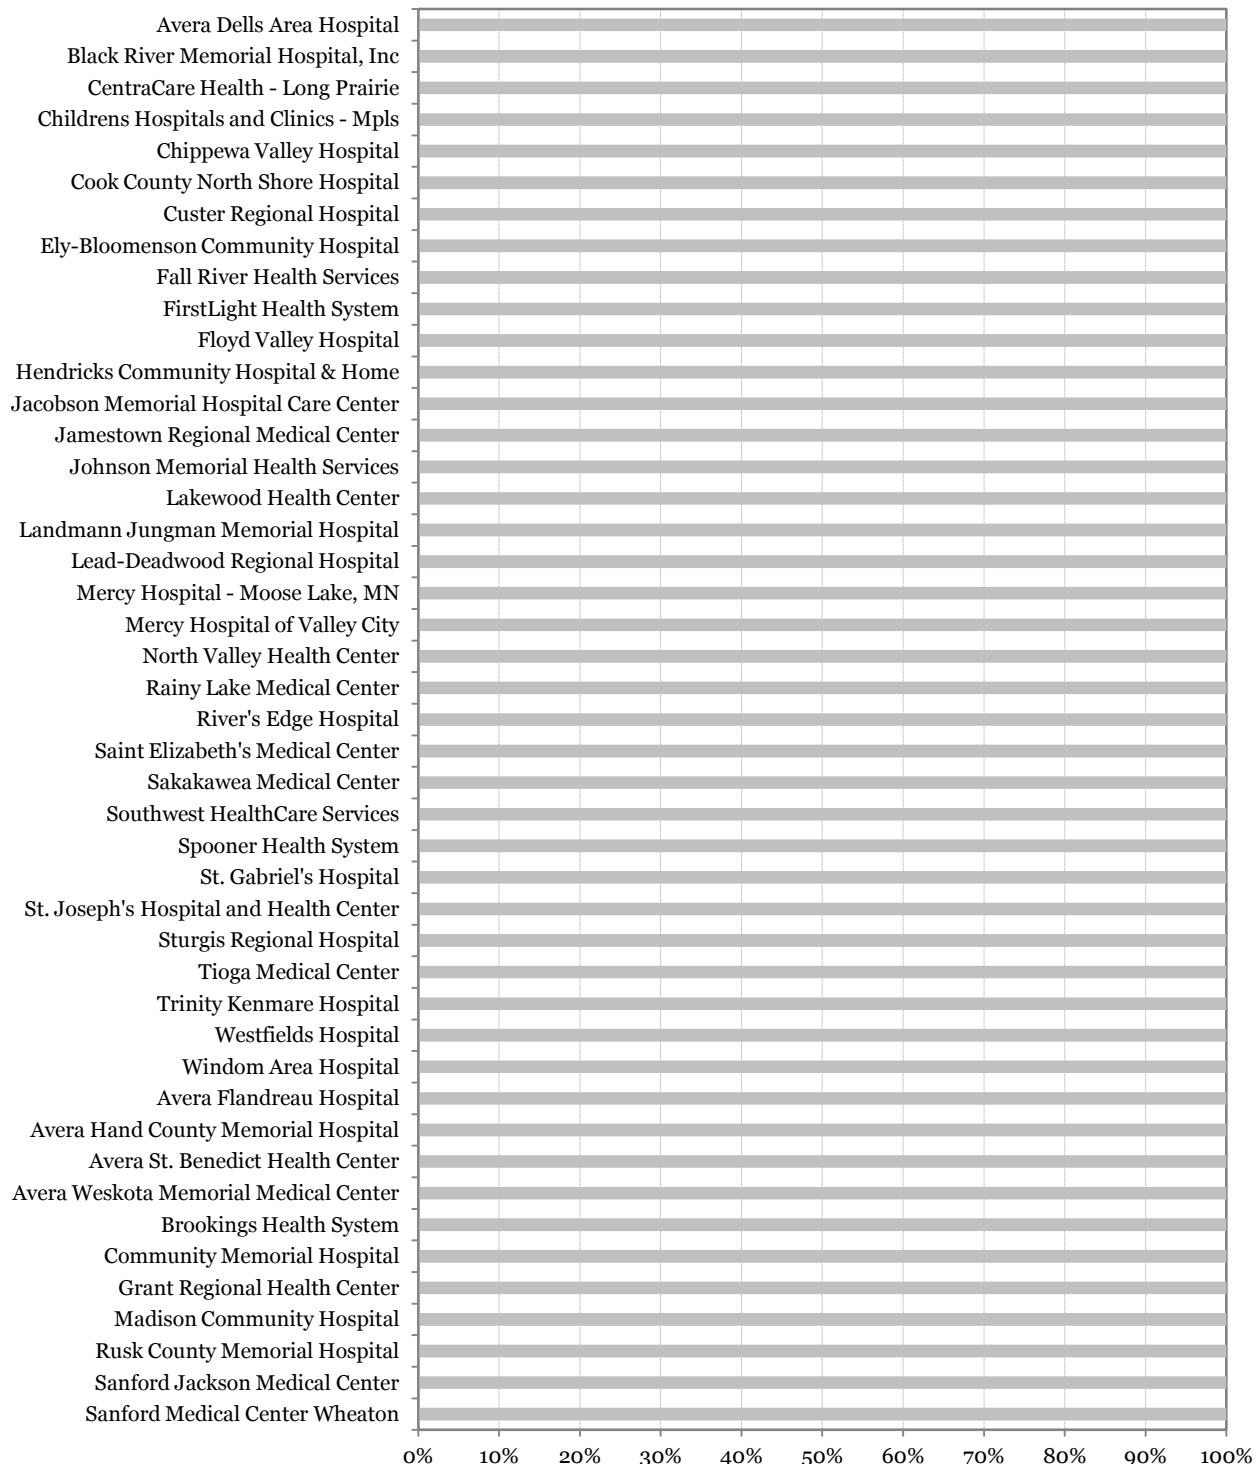 Avera Dells Area Hospital
Black River Memorial Hospital, Inc
CentraCare Health - Long Prairie
Childrens Hospitals and Clinics - Mpls
Chippewa Valley Hospital
Cook County North Shore Hospital
Custer Regional Hospital
Ely-Bloomenson Community Hospital
Fall River Health Services
FirstLight Health System
Floyd Valley Hospital
Hendricks Community Hospital & Home
Jacobson Memorial Hospital Care Center
Jamestown Regional Medical Center
Johnson Memorial Health Services
Lakewood Health Center
Landmann Jungman Memorial Hospital
Lead-Deadwood Regional Hospital
Mercy Hospital - Moose Lake, MN
Mercy Hospital of Valley City
North Valley Health Center
Rainy Lake Medical Center
River's Edge Hospital
Saint Elizabeth's Medical Center
Sakakawea Medical Center
Southwest HealthCare Services
Spooner Health System
St. Gabriel's Hospital
St. Joseph's Hospital and Health Center
Sturgis Regional Hospital
Tioga Medical Center
Trinity Kenmare Hospital
Westfields Hospital
Windom Area Hospital
Avera Flandreau Hospital
Avera Hand County Memorial Hospital
Avera St. Benedict Health Center
Avera Weskota Memorial Medical Center
Brookings Health System
Community Memorial Hospital
Grant Regional Health Center
Madison Community Hospital
Rusk County Memorial Hospital
Sanford Jackson Medical Center
Sanford Medical Center Wheaton
0% 10% 20% 30% 40% 50% 60% 70% 80% 90% 100%